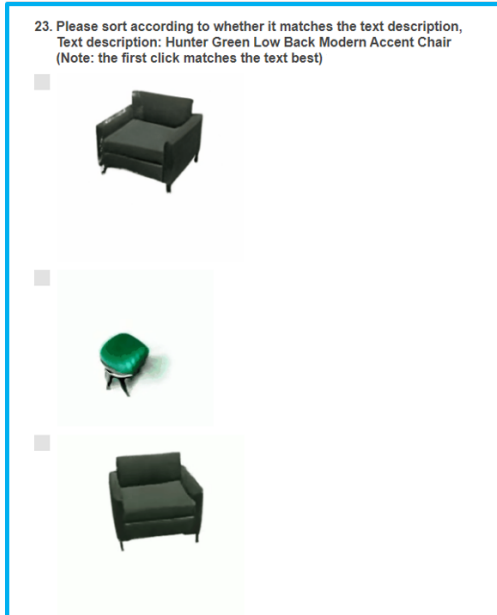 23. Please sort according to whether it matches the text description,
Text description: Hunter Green Low Back Modern Accent Chair
(Note: the first click matches the text best)